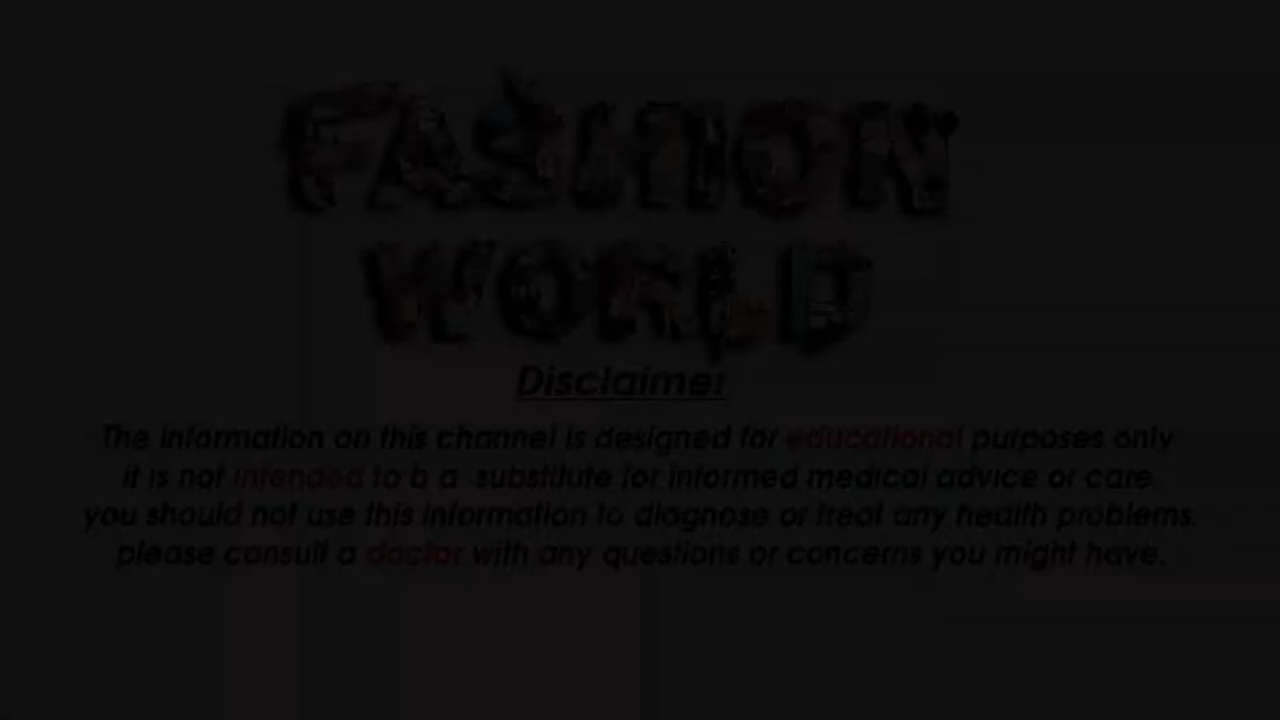 FASHION
WORLD
Disclaimer
The information on this channel is designed for educational purposes only
it is not intended to b a substitute for informed medical advice or care.
you should not use this information to diagnose or treat any health problems.
please consult a doctor with any questions or concerns you might have.